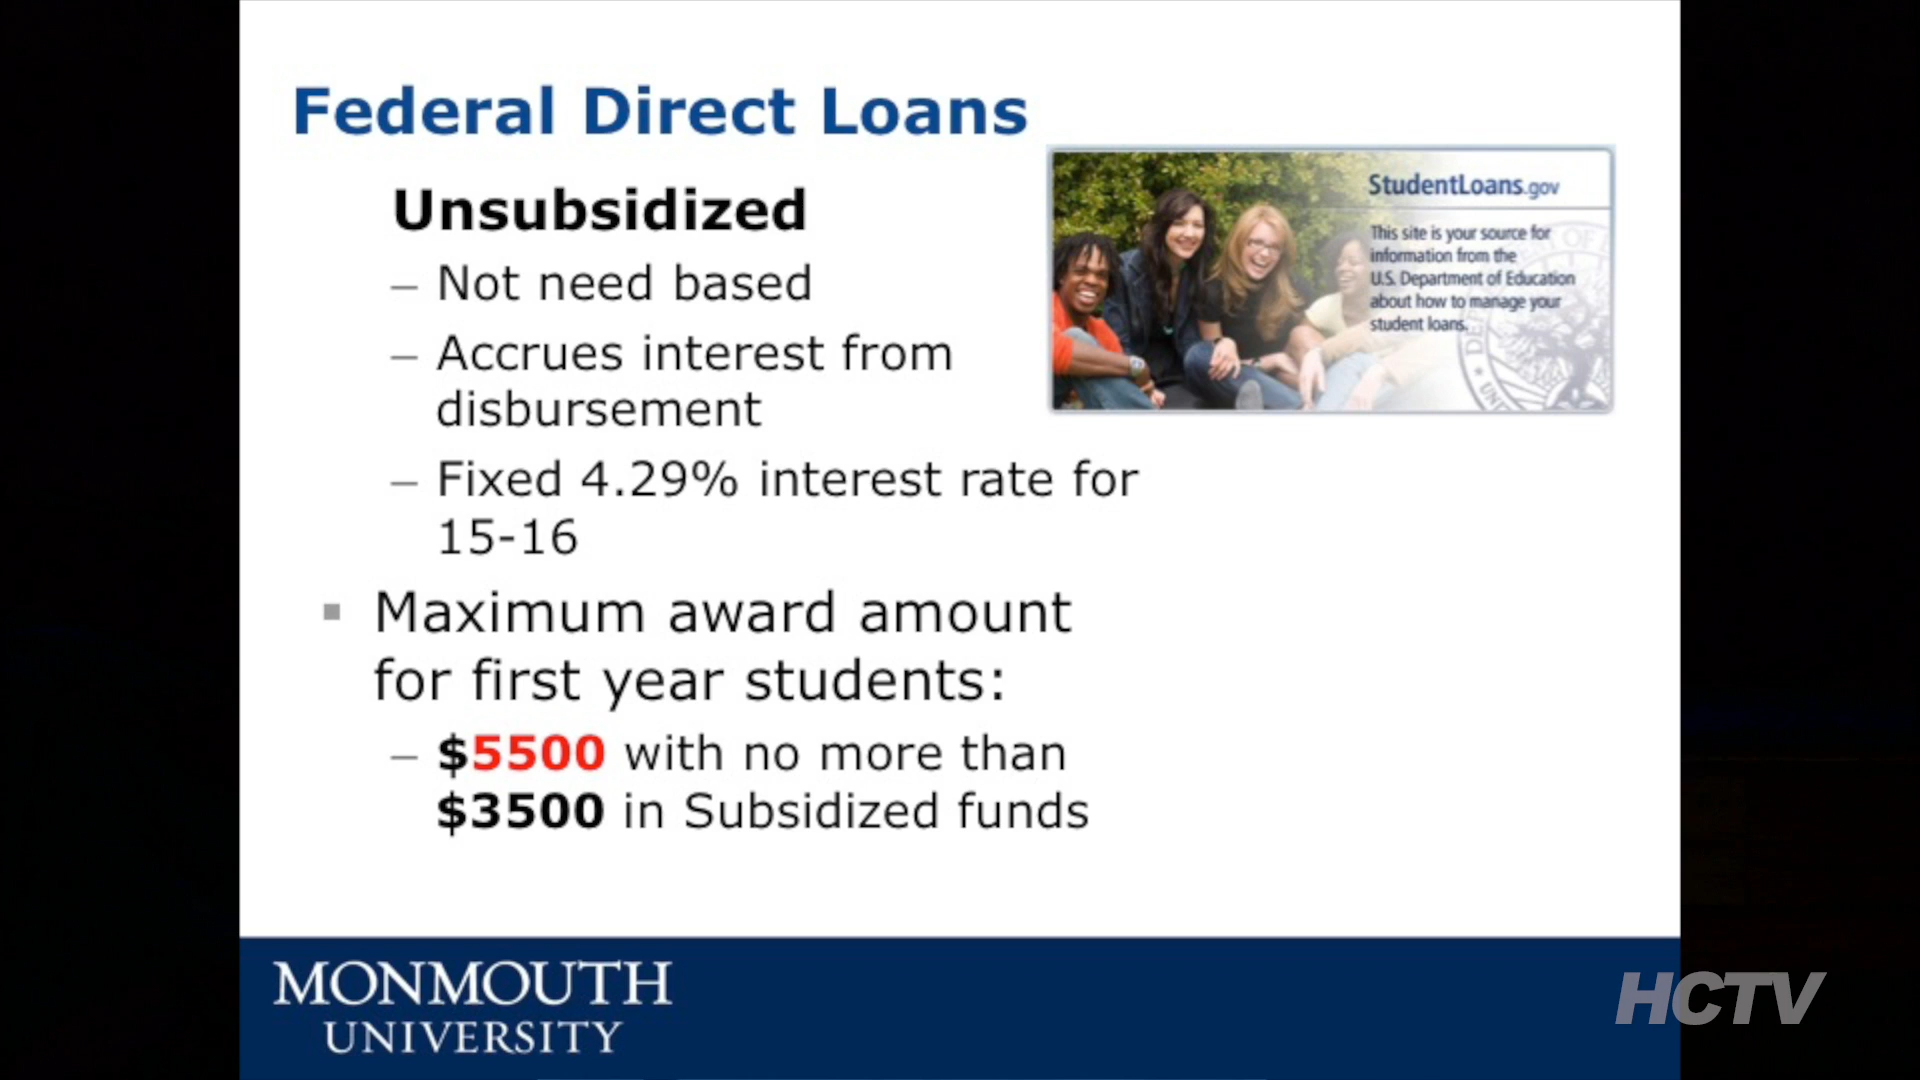 Federal Direct Loans
Unsubsidized
– Not need based
– Accrues interest from
disbursement
– Fixed 4.29% interest rate for
15-16
▪ Maximum award amount
for first year students:
– $5500 with no more than
$3500 in Subsidized funds
StudentLoans.gov
This site is your source for
information from the
U.S. Department of Education
about how to manage your
student loans.
MONMOUTH
UNIVERSITY
HCTV